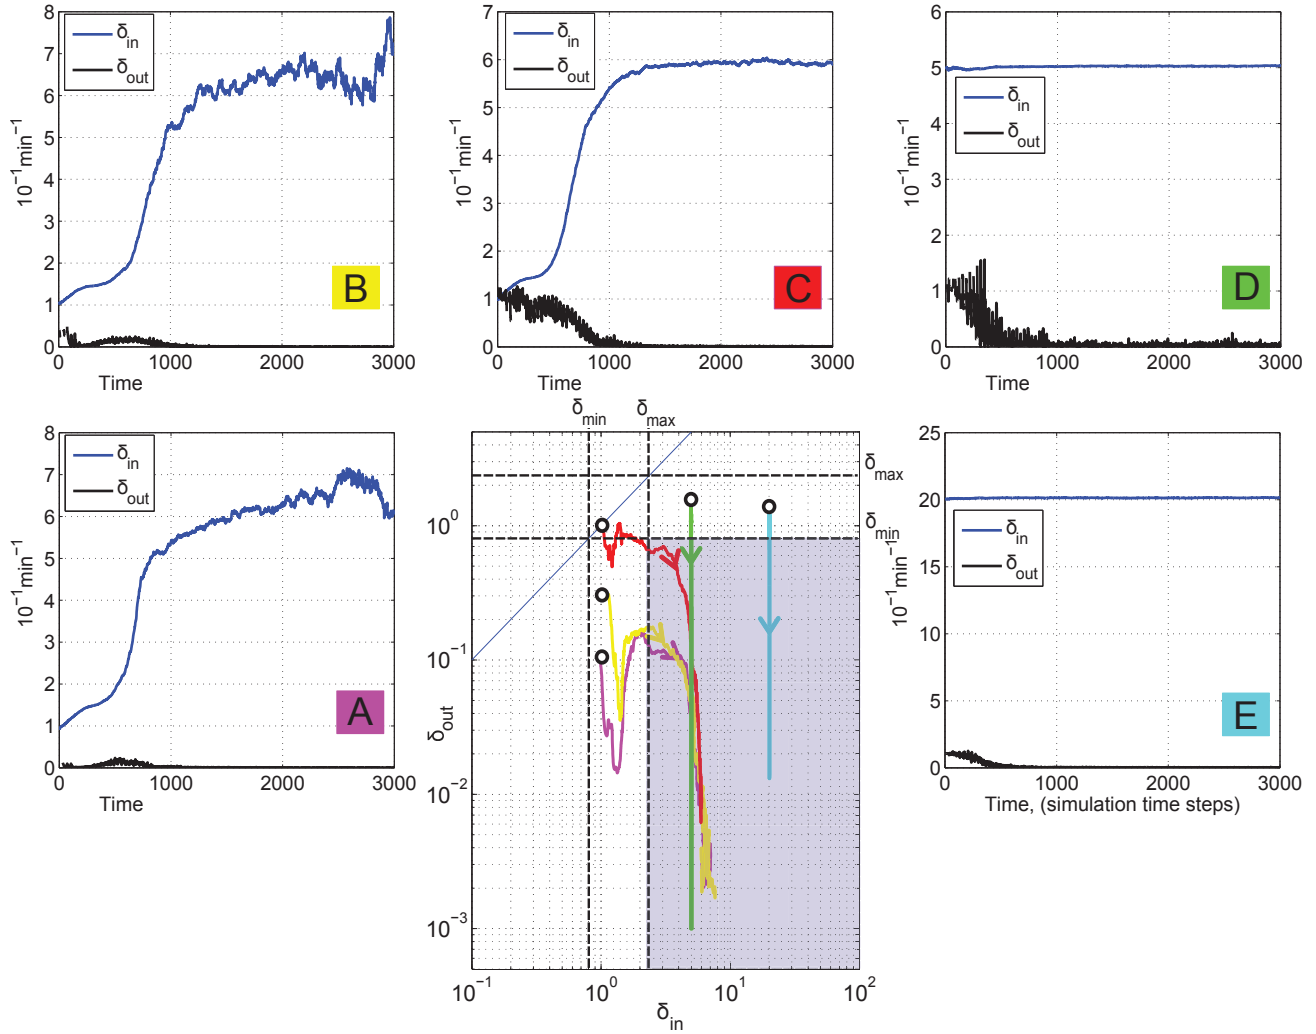 8
7
6
5
4
3
2
1
0
10⁻¹min⁻¹
δin
δout
B
0
1000
2000
3000
Time
7
6
5
4
3
2
1
0
10⁻¹min⁻¹
δin
δout
C
0
1000
2000
3000
Time
6
5
4
3
2
1
0
10⁻¹min⁻¹
δin
δout
D
0
1000
2000
3000
Time
8
7
6
5
4
3
2
1
0
10⁻¹min⁻¹
δin
δout
A
0
1000
2000
3000
Time
δmin
δmax
δmax
δmin
10⁰
10⁻¹
10⁻²
10⁻³
δout
10⁻¹
10⁰
10¹
10²
δin
25
20
15
10
5
0
10⁻¹min⁻¹
δin
δout
E
0
1000
2000
3000
Time, (simulation time steps)